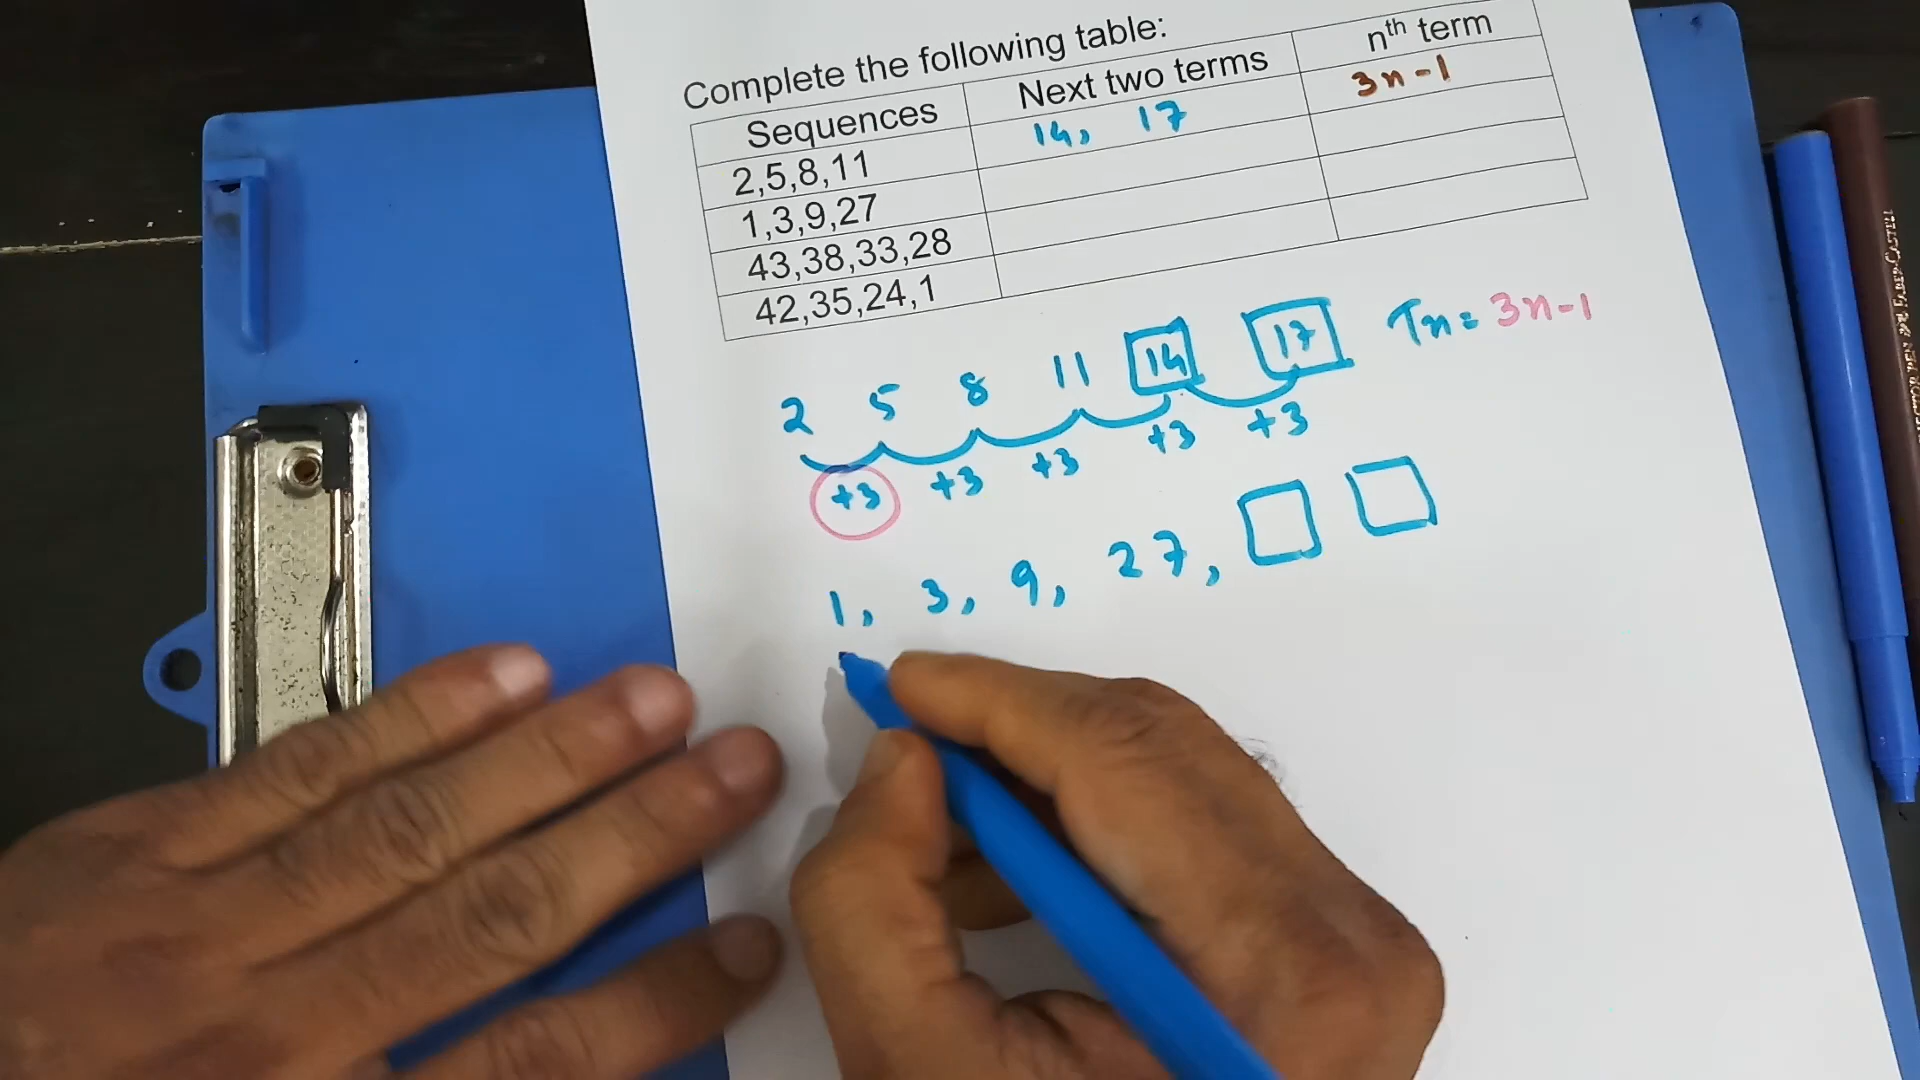 Complete the following table:
Sequences Next two terms nth term
2,5,8,11 14, 17 3n-1
1,3,9,27
43,38,33,28
42,35,24,1
2 5 8 11 14 17 Tn = 3n-1
+3 +3 +3 +3 +3
1, 3, 9, 27,